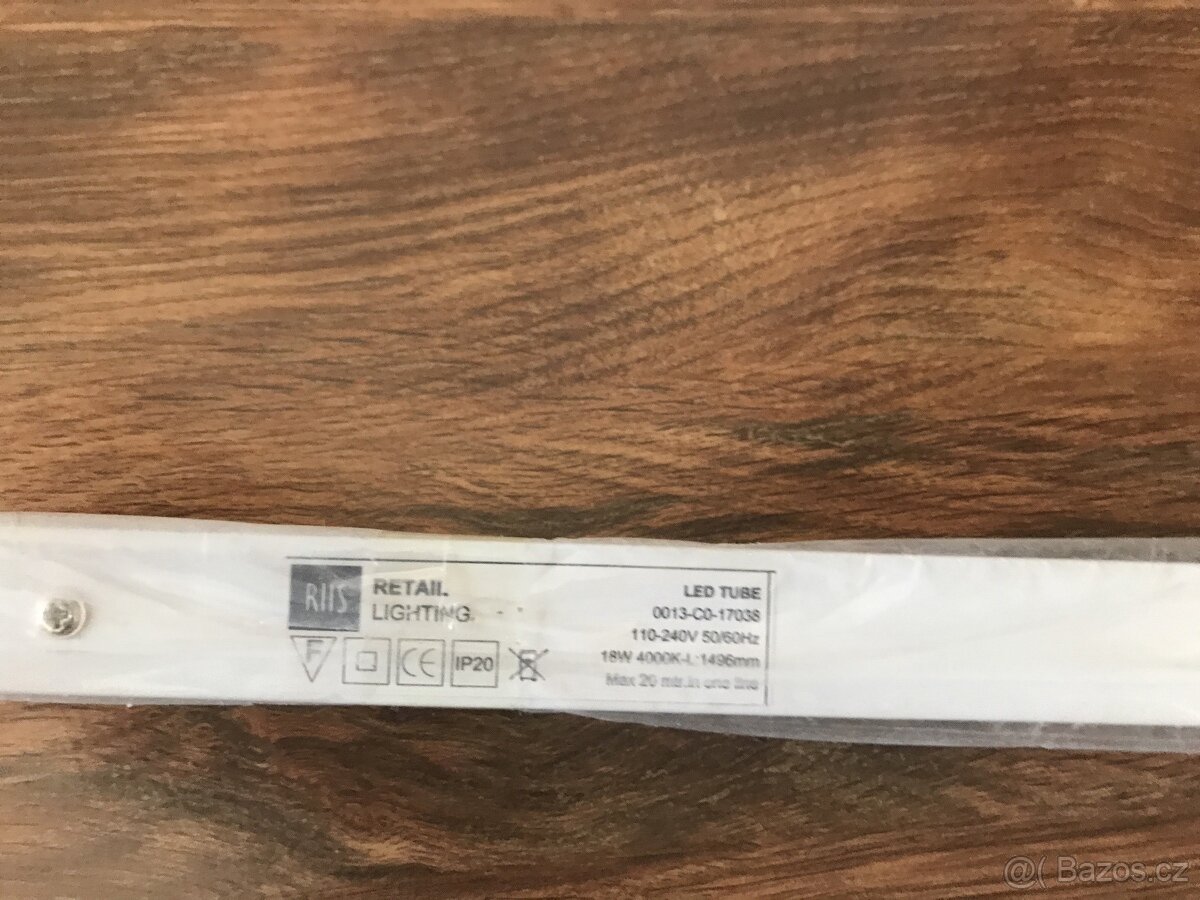 RIIS
RETAIL
LIGHTING
F
CE
IP20
LED TUBE
0013-C0-17038
110-240V 50/60Hz
18W 4000K-L:1496mm
Max 20 mtr.in one line
@( Bazos.cz